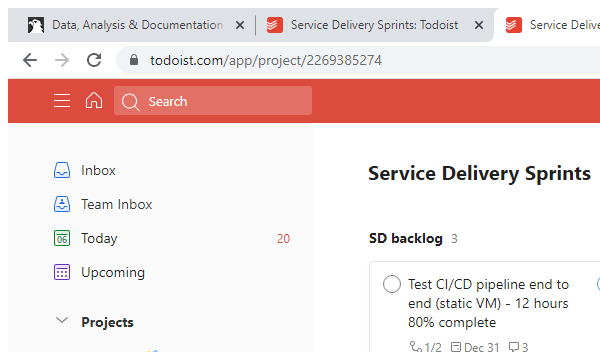 Data, Analysis & Documentation
Service Delivery Sprints: Todoist
Service Delive
todoist.com/app/project/2269385274
Search
Inbox
Team Inbox
06
Today 20
Upcoming
Projects
Service Delivery Sprints
SD backlog 3
Test CI/CD pipeline end to
end (static VM) - 12 hours
80% complete
1/2 Dec 31 3